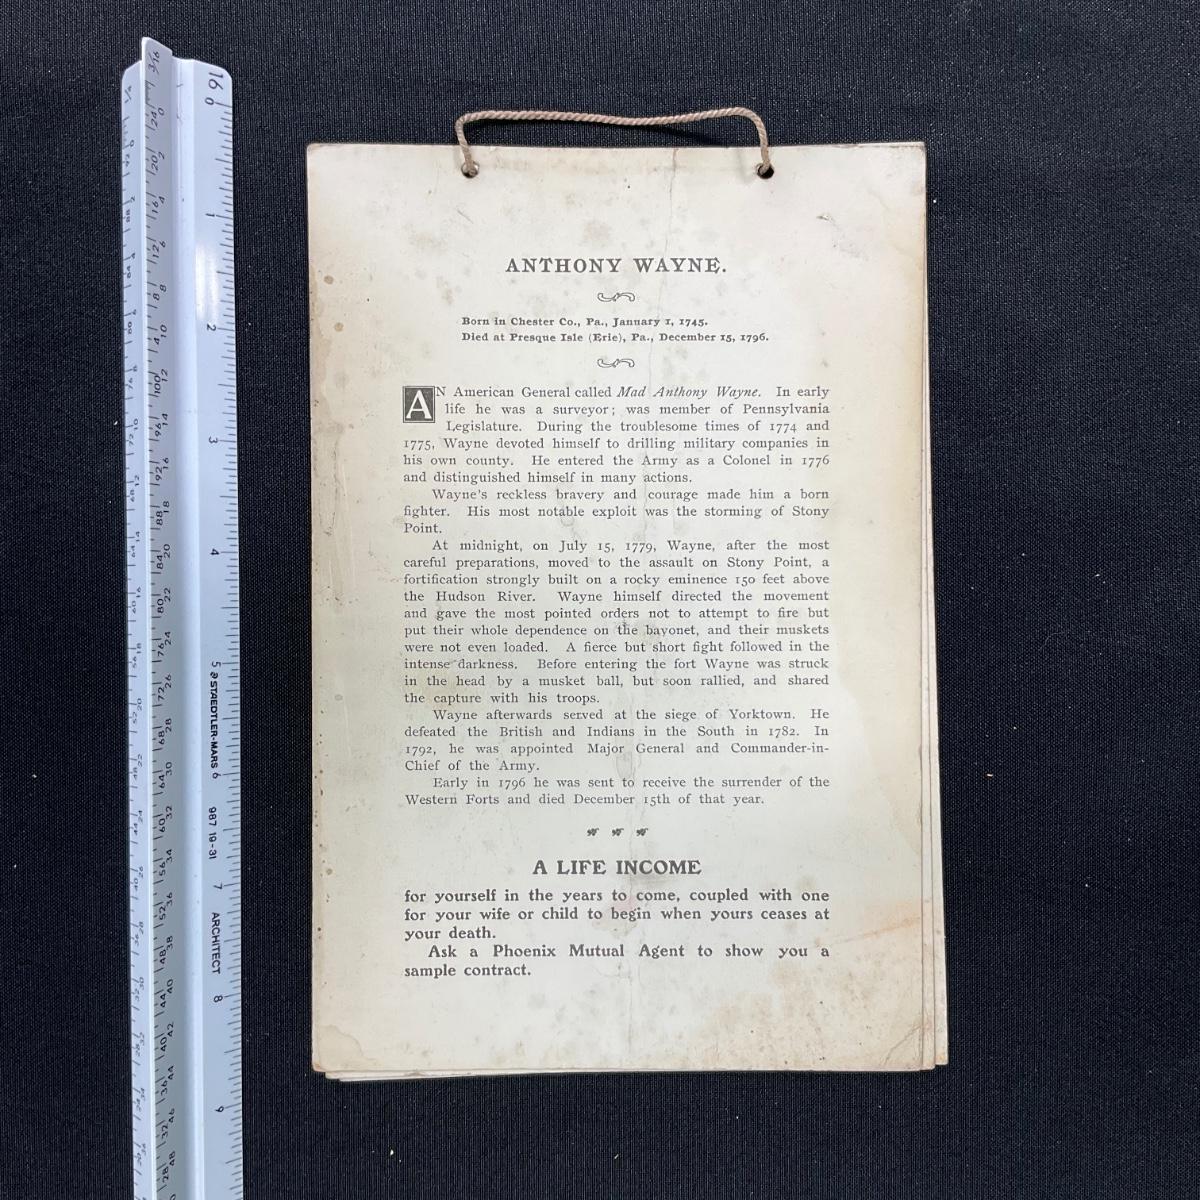 ANTHONY WAYNE.
Born in Chester Co., Pa., January 1, 1745.
Died at Presque Isle (Erie), Pa., December 15, 1796.
AN American General called Mad Anthony Wayne. In early
life he was a surveyor; was member of Pennsylvania
Legislature. During the troublesome times of 1774 and
1775, Wayne devoted himself to drilling military companies in
his own county. He entered the Army as a Colonel in 1776
and distinguished himself in many actions.
Wayne's reckless bravery and courage made him a born
fighter. His most notable exploit was the storming of Stony
Point.
At midnight, on July 15, 1779, Wayne, after the most
careful preparations, moved to the assault on Stony Point, a
fortification strongly built on a rocky eminence 150 feet above
the Hudson River. Wayne himself directed the movement
and gave the most pointed orders not to attempt to fire but
put their whole dependence on the bayonet, and their muskets
were not even loaded. A fierce but short fight followed in the
intense darkness. Before entering the fort Wayne was struck
in the head by a musket ball, but soon rallied, and shared
the capture with his troops.
Wayne afterwards served at the siege of Yorktown. He
defeated the British and Indians in the South in 1782. In
1792, he was appointed Major General and Commander-in-
Chief of the Army.
Early in 1796 he was sent to receive the surrender of the
Western Forts and died December 15th of that year.
A LIFE INCOME
for yourself in the years to come, coupled with one
for your wife or child to begin when yours ceases at
your death.
Ask a Phoenix Mutual Agent to show you a
sample contract.
16
0
1
2
3
4
5
STAEDTLER-MARS
6
987 19-31
7
ARCHITECT
8
9